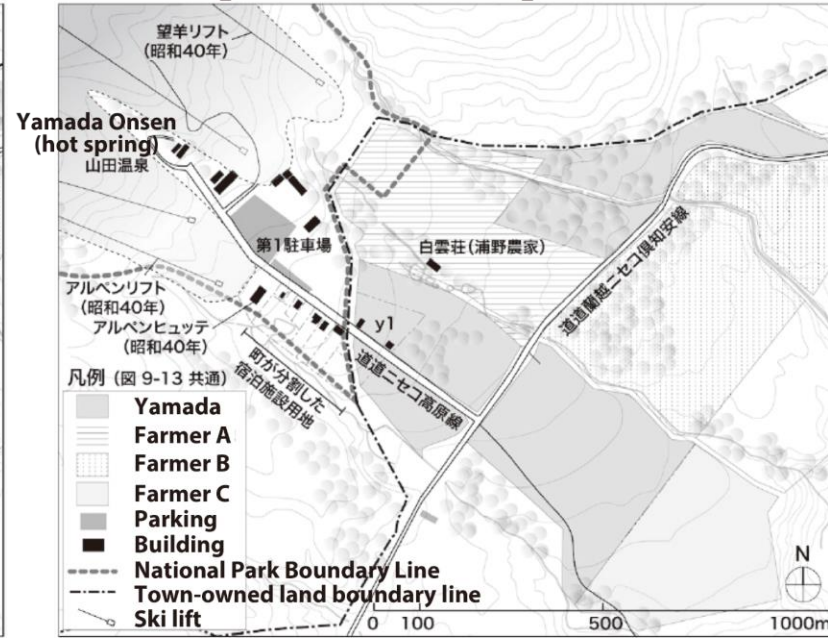 望羊リフト
(昭和40年)
Yamada Onsen
(hot spring)
山田温泉
第1駐車場
白雲荘(浦野農家)
道道蘭越ニセコ倶知安線
アルペンリフト
(昭和40年)
アルペンヒュッテ
(昭和40年)
y1
道道ニセコ高原線
町が分割した
宿泊施設用地
凡例 (図 9-13 共通)
Yamada
Farmer A
Farmer B
Farmer C
Parking
Building
National Park Boundary Line
Town-owned land boundary line
Ski lift
N
0 100 500 1000m